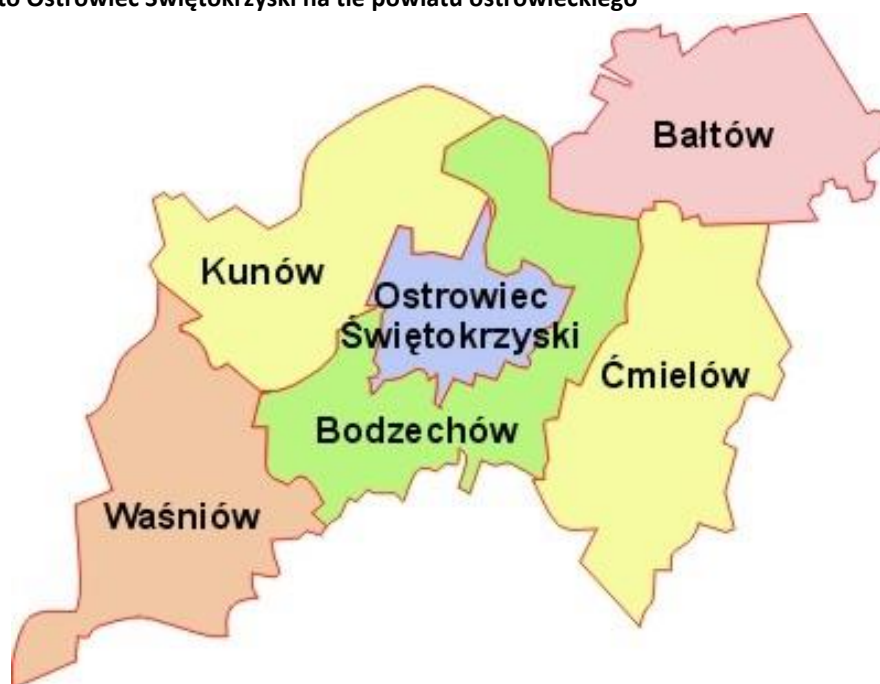 to Ostrowiec Świętokrzyski na tle powiatu ostrowieckiego
Bałtów
Kunów
Ostrowiec
Świętokrzyski
Ćmielów
Bodzechów
Waśniów